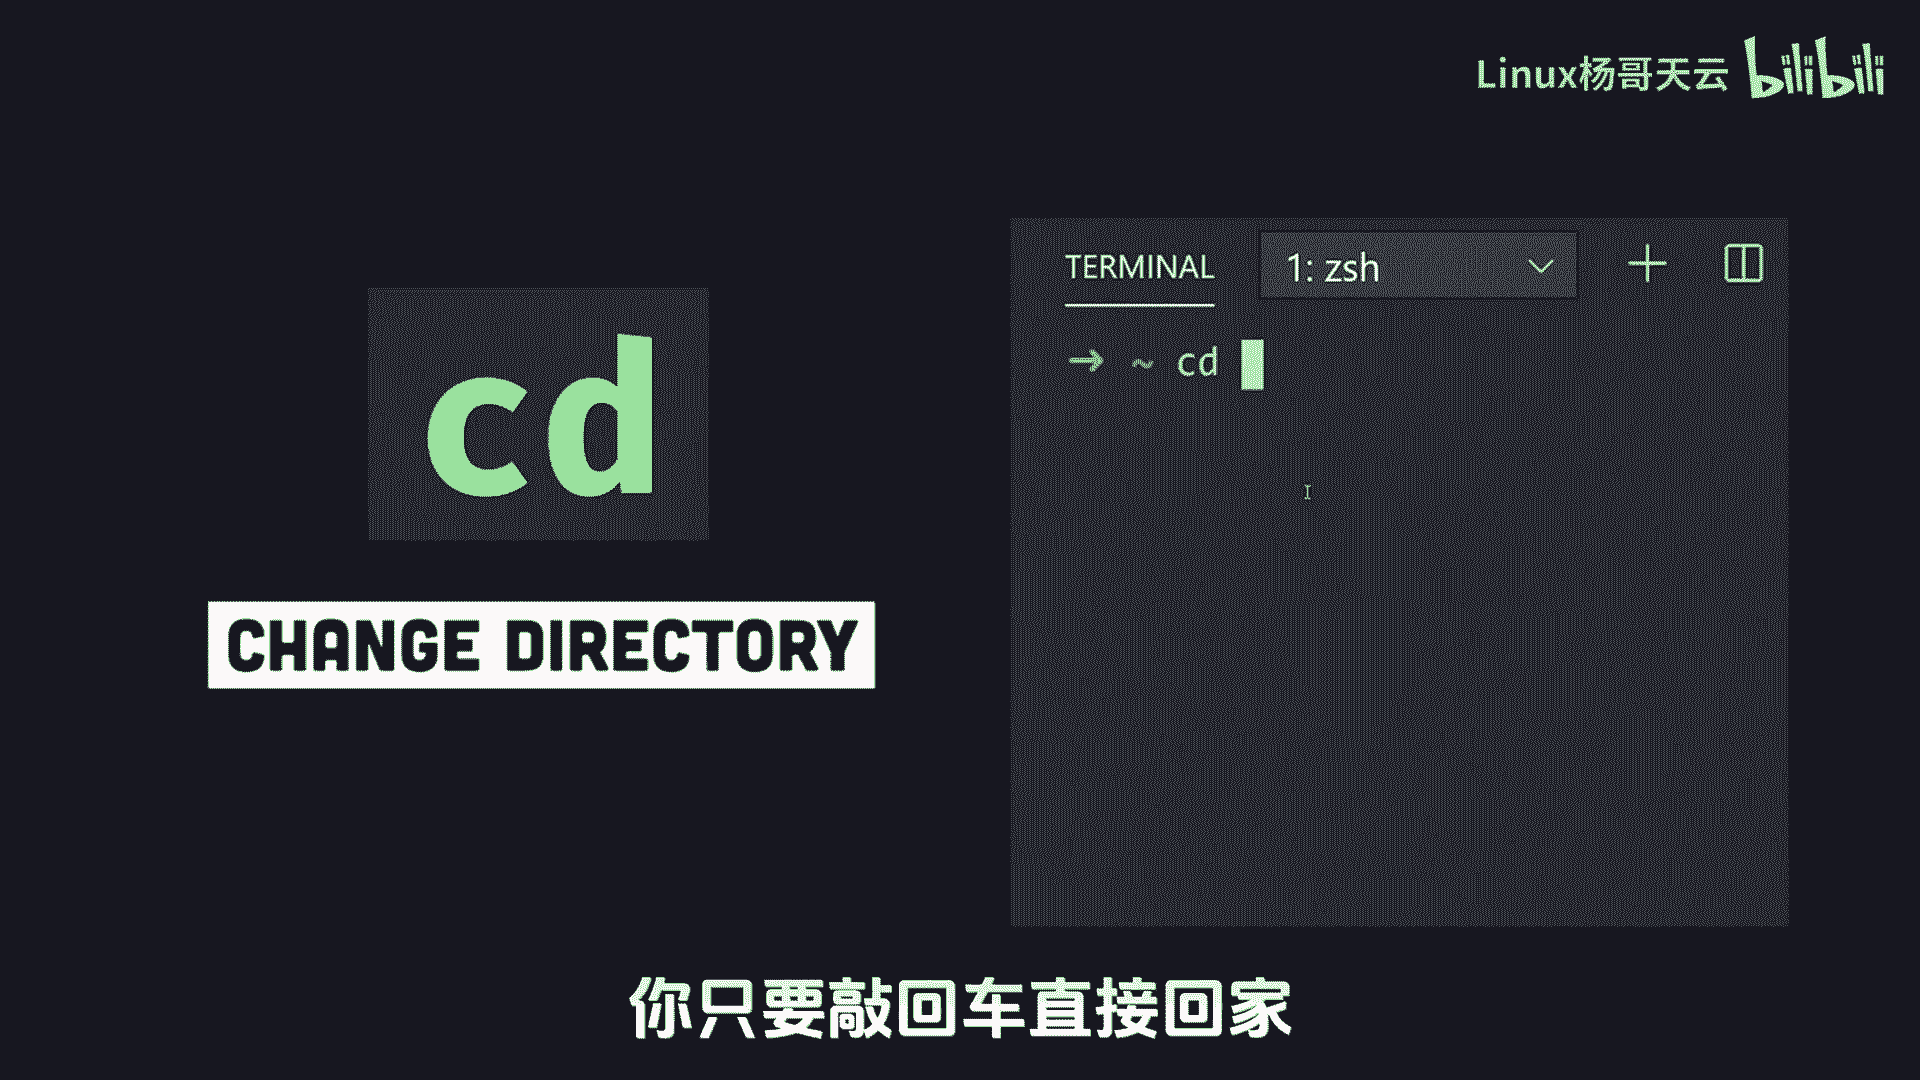 Linux杨哥天云 bilibili
cd
CHANGE DIRECTORY
TERMINAL 1: zsh
→ ~ cd
你只要敲回车直接回家